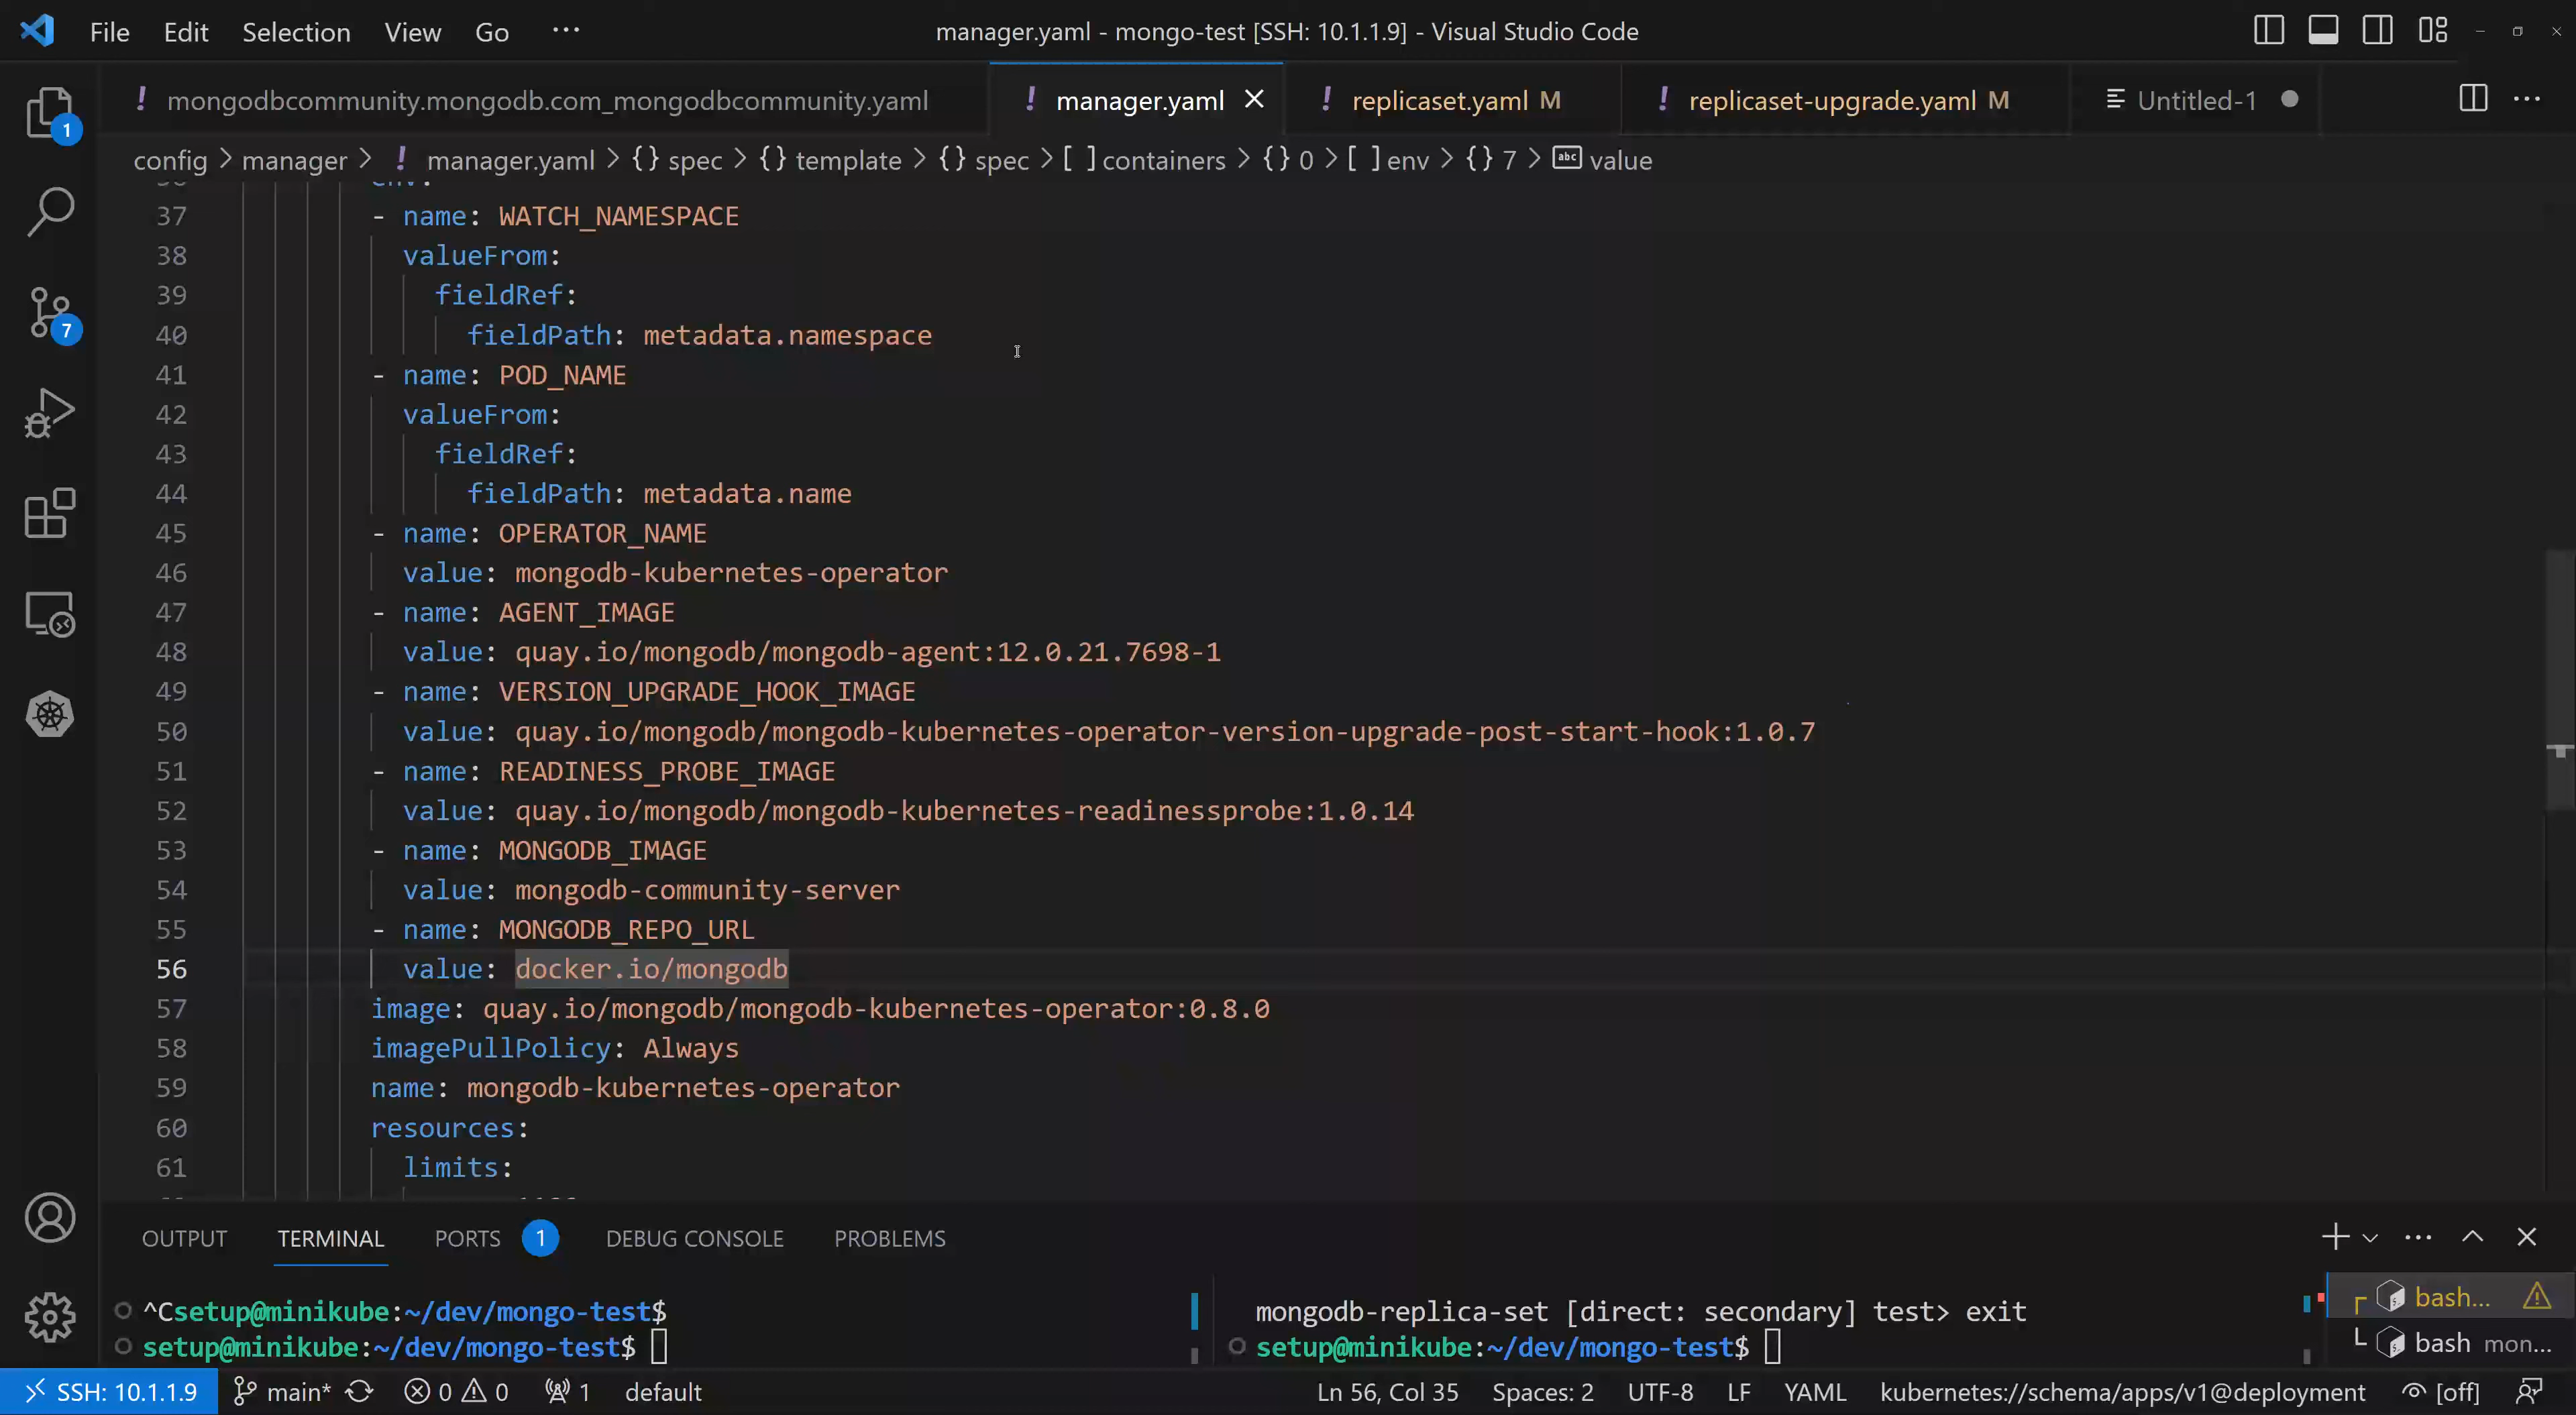 File Edit Selection View Go ···
manager.yaml - mongo-test [SSH: 10.1.1.9] - Visual Studio Code
! mongodbcommunity.mongodb.com_mongodbcommunity.yaml
! manager.yaml
! replicaset.yaml M
! replicaset-upgrade.yaml M
Untitled-1
config > manager > ! manager.yaml > {} spec > {} template > {} spec > [ ] containers > {} 0 > [ ] env > {} 7 > abc value
37 - name: WATCH_NAMESPACE
38 valueFrom:
39 fieldRef:
40 fieldPath: metadata.namespace
41 - name: POD_NAME
42 valueFrom:
43 fieldRef:
44 fieldPath: metadata.name
45 - name: OPERATOR_NAME
46 value: mongodb-kubernetes-operator
47 - name: AGENT_IMAGE
48 value: quay.io/mongodb/mongodb-agent:12.0.21.7698-1
49 - name: VERSION_UPGRADE_HOOK_IMAGE
50 value: quay.io/mongodb/mongodb-kubernetes-operator-version-upgrade-post-start-hook:1.0.7
51 - name: READINESS_PROBE_IMAGE
52 value: quay.io/mongodb/mongodb-kubernetes-readinessprobe:1.0.14
53 - name: MONGODB_IMAGE
54 value: mongodb-community-server
55 - name: MONGODB_REPO_URL
56 value: docker.io/mongodb
57 image: quay.io/mongodb/mongodb-kubernetes-operator:0.8.0
58 imagePullPolicy: Always
59 name: mongodb-kubernetes-operator
60 resources:
61 limits:
1
7
OUTPUT TERMINAL PORTS 1 DEBUG CONSOLE PROBLEMS
^Csetup@minikube:~/dev/mongo-test$
setup@minikube:~/dev/mongo-test$
mongodb-replica-set [direct: secondary] test> exit
setup@minikube:~/dev/mongo-test$
bash...
bash mon...
SSH: 10.1.1.9 main* 0 0 1 default Ln 56, Col 35 Spaces: 2 UTF-8 LF YAML kubernetes://schema/apps/v1@deployment [off]